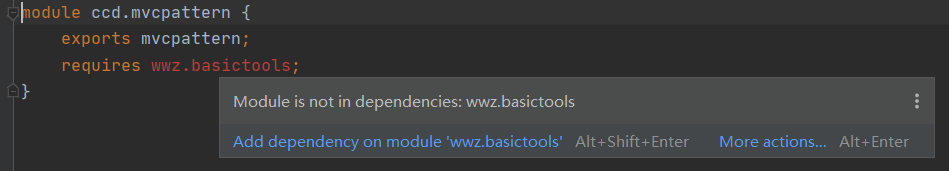 module ccd.mvcpattern {
exports mvcpattern;
requires wwz.basictools;
}
Module is not in dependencies: wwz.basictools
Add dependency on module 'wwz.basictools' Alt+Shift+Enter More actions... Alt+Enter